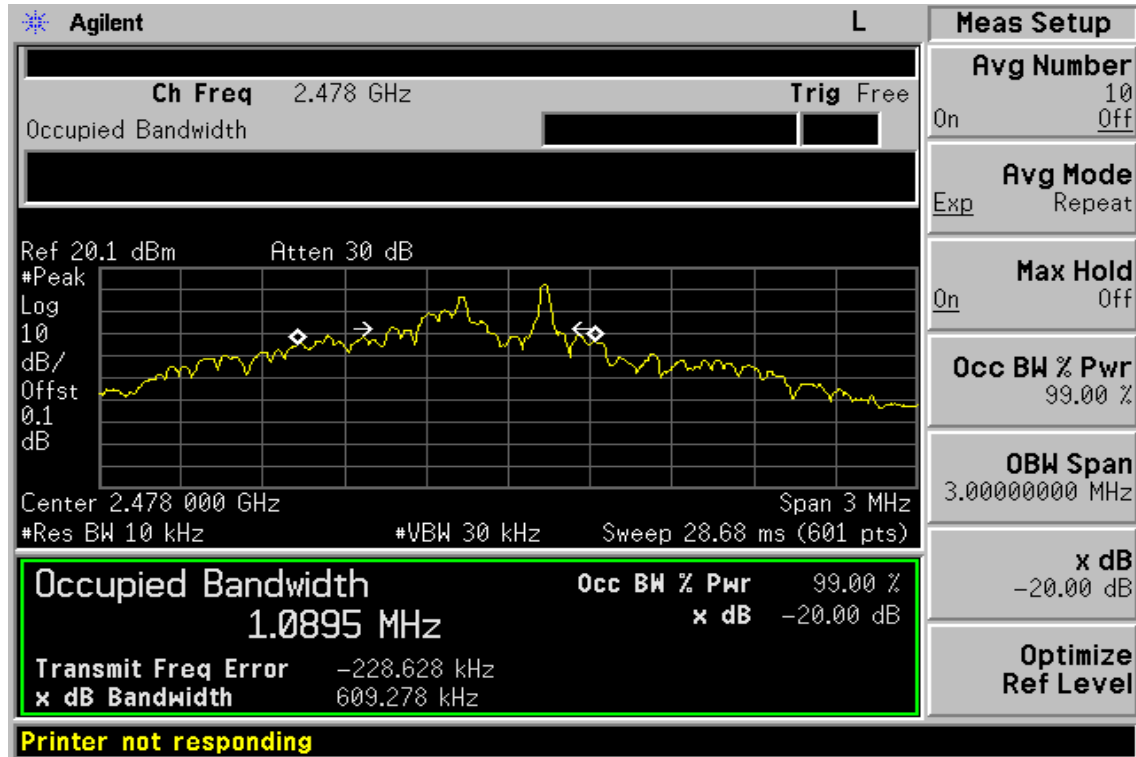 Agilent L
Ch Freq 2.478 GHz Trig Free
Occupied Bandwidth
Ref 20.1 dBm Atten 30 dB
#Peak
Log
10
dB/
Offst
0.1
dB
Center 2.478 000 GHz Span 3 MHz
#Res BW 10 kHz #VBW 30 kHz Sweep 28.68 ms (601 pts)
Occupied Bandwidth Occ BW % Pwr 99.00 %
1.0895 MHz x dB -20.00 dB
Transmit Freq Error -228.628 kHz
x dB Bandwidth 609.278 kHz
Printer not responding
Meas Setup
Avg Number
10
On Off
Avg Mode
Exp Repeat
Max Hold
On Off
Occ BW % Pwr
99.00 %
OBW Span
3.00000000 MHz
x dB
-20.00 dB
Optimize
Ref Level